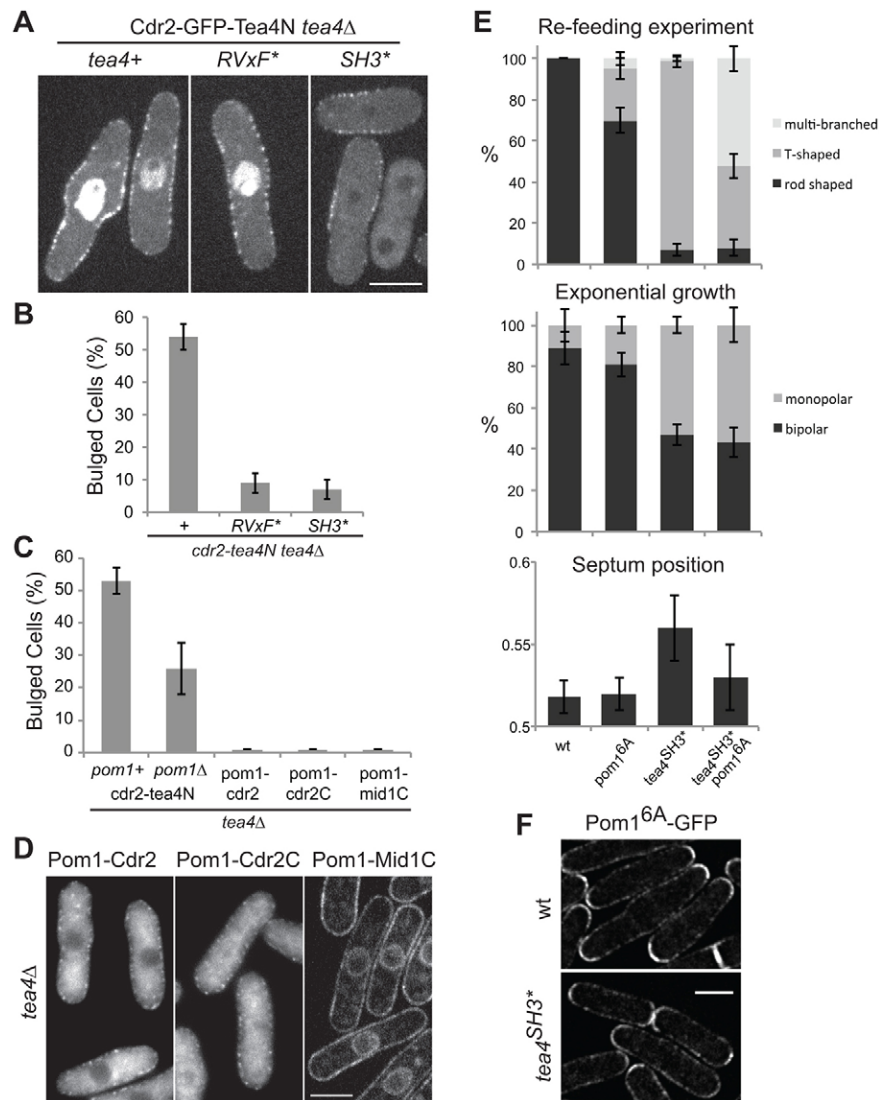 A
Cdr2-GFP-Tea4N tea4Δ
tea4+ RVxF* SH3*
B
Bulged Cells (%)
60
50
40
30
20
10
0
+ RVxF* SH3*
cdr2-tea4N tea4Δ
C
Bulged Cells (%)
60
50
40
30
20
10
0
pom1+ pom1Δ pom1- pom1- pom1-
cdr2-tea4N cdr2 cdr2C mid1C
tea4Δ
D
Pom1-Cdr2 Pom1-Cdr2C Pom1-Mid1C
tea4Δ
E
Re-feeding experiment
%
100
80
60
40
20
0
multi-branched
T-shaped
rod shaped
Exponential growth
%
100
80
60
40
20
0
monopolar
bipolar
Septum position
0.6
0.55
0.5
wt
pom1^6A
tea4^SH3*
tea4^SH3*
pom1^6A
F
Pom1^6A-GFP
wt
tea4^SH3*